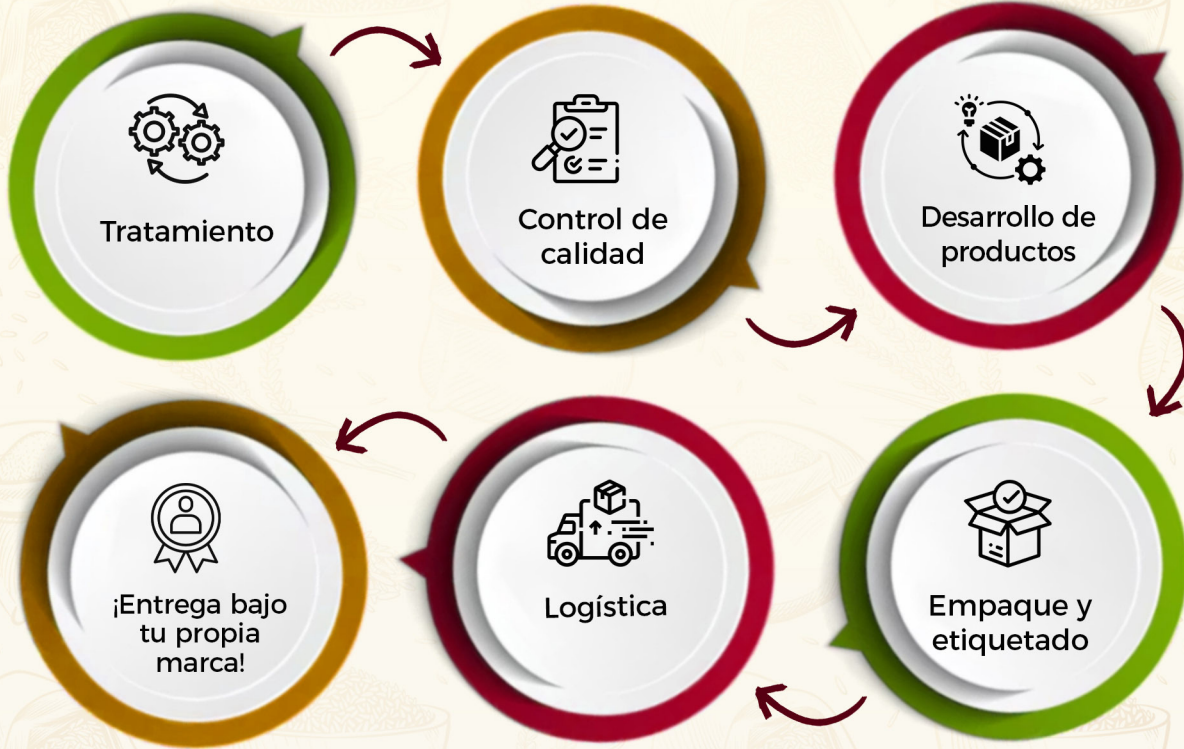 Tratamiento
Control de
calidad
Desarrollo de
productos
Empaque y
etiquetado
Logística
¡Entrega bajo
tu propia
marca!